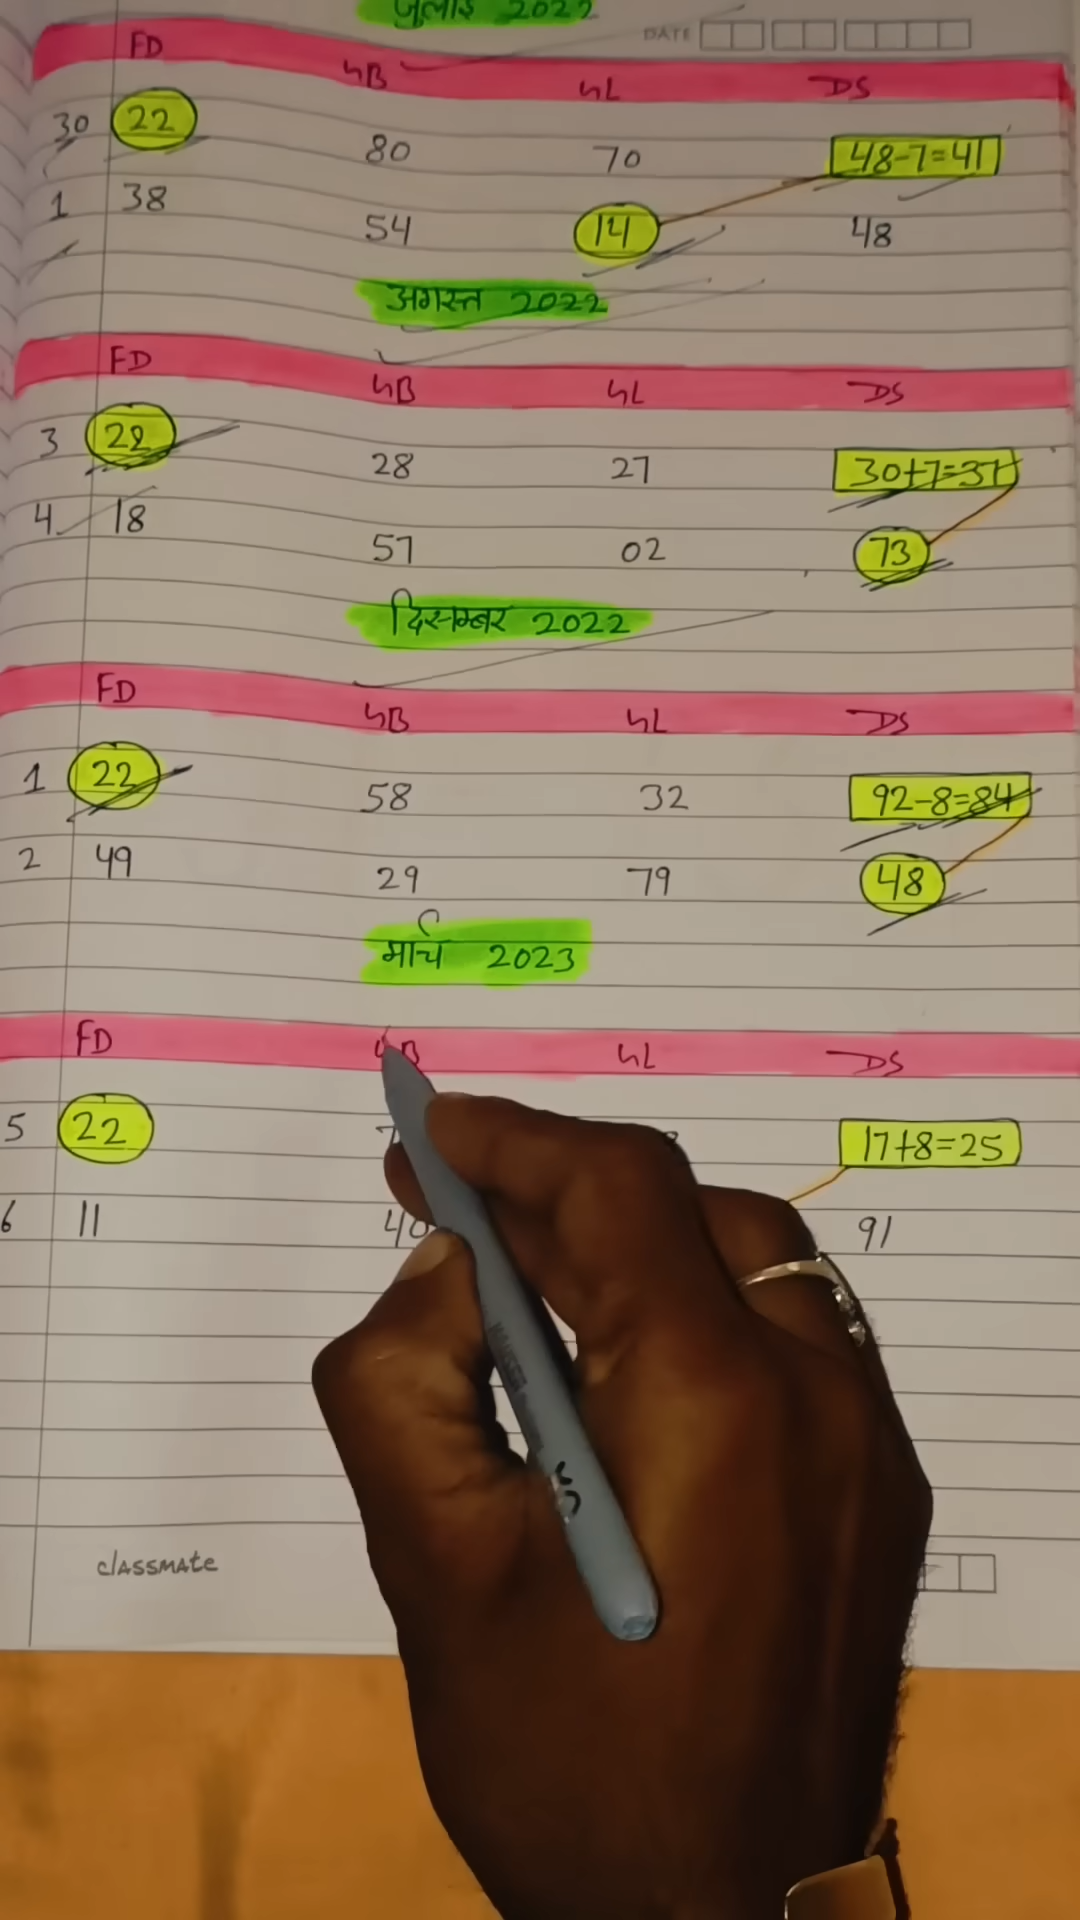 जुलाई 2022
DATE
FD GB GL DS
30 22 80 70 48-7=41
1 38 54 14 48
अगस्त 2022
FD GB GL DS
3 22 28 27 30+7=37
4 18 57 02 73
दिसम्बर 2022
FD GB GL DS
1 22 58 32 92-8=84
2 49 29 79 48
मार्च 2023
FD GB GL DS
5 22 17+8=25
6 11 40 91
classmate